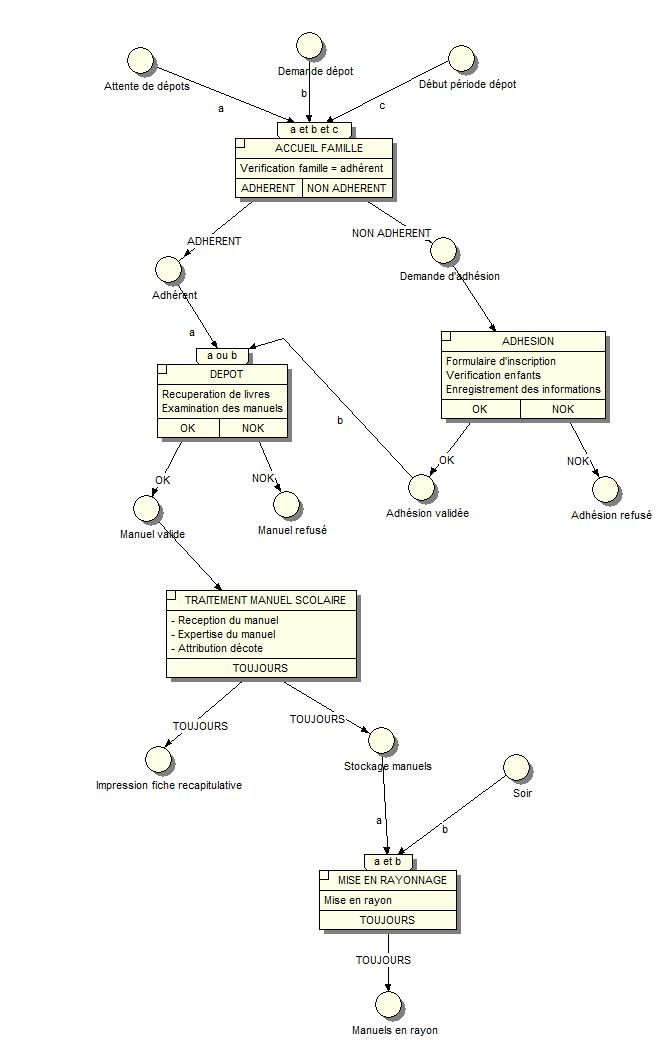 Attente de dépots
Demande dépot
Début période dépot
a
b
c
a et b et c
ACCUEIL FAMILLE
Verification famille = adhérent
ADHERENT
NON ADHERENT
ADHERENT
NON ADHERENT
Adhérent
Demande d'adhésion
a
a ou b
DEPOT
Recuperation de livres
Examination des manuels
OK
NOK
ADHESION
Formulaire d'inscription
Verification enfants
Enregistrement des informations
OK
NOK
b
OK
NOK
OK
NOK
Manuel valide
Manuel refusé
Adhésion validée
Adhésion refusé
TRAITEMENT MANUEL SCOLAIRE
- Reception du manuel
- Expertise du manuel
- Attribution décote
TOUJOURS
TOUJOURS
TOUJOURS
Impression fiche recapitulative
Stockage manuels
Soir
a
b
a et b
MISE EN RAYONNAGE
Mise en rayon
TOUJOURS
TOUJOURS
Manuels en rayon